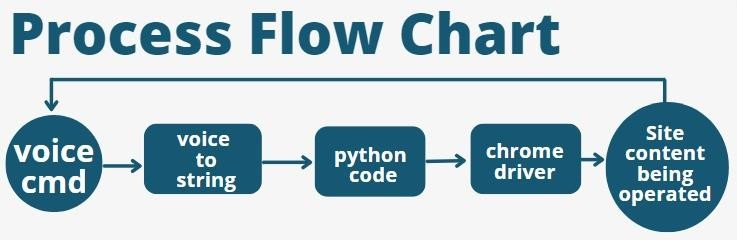 Process Flow Chart
voice
cmd
voice
to
string
python
code
chrome
driver
Site
content
being
operated